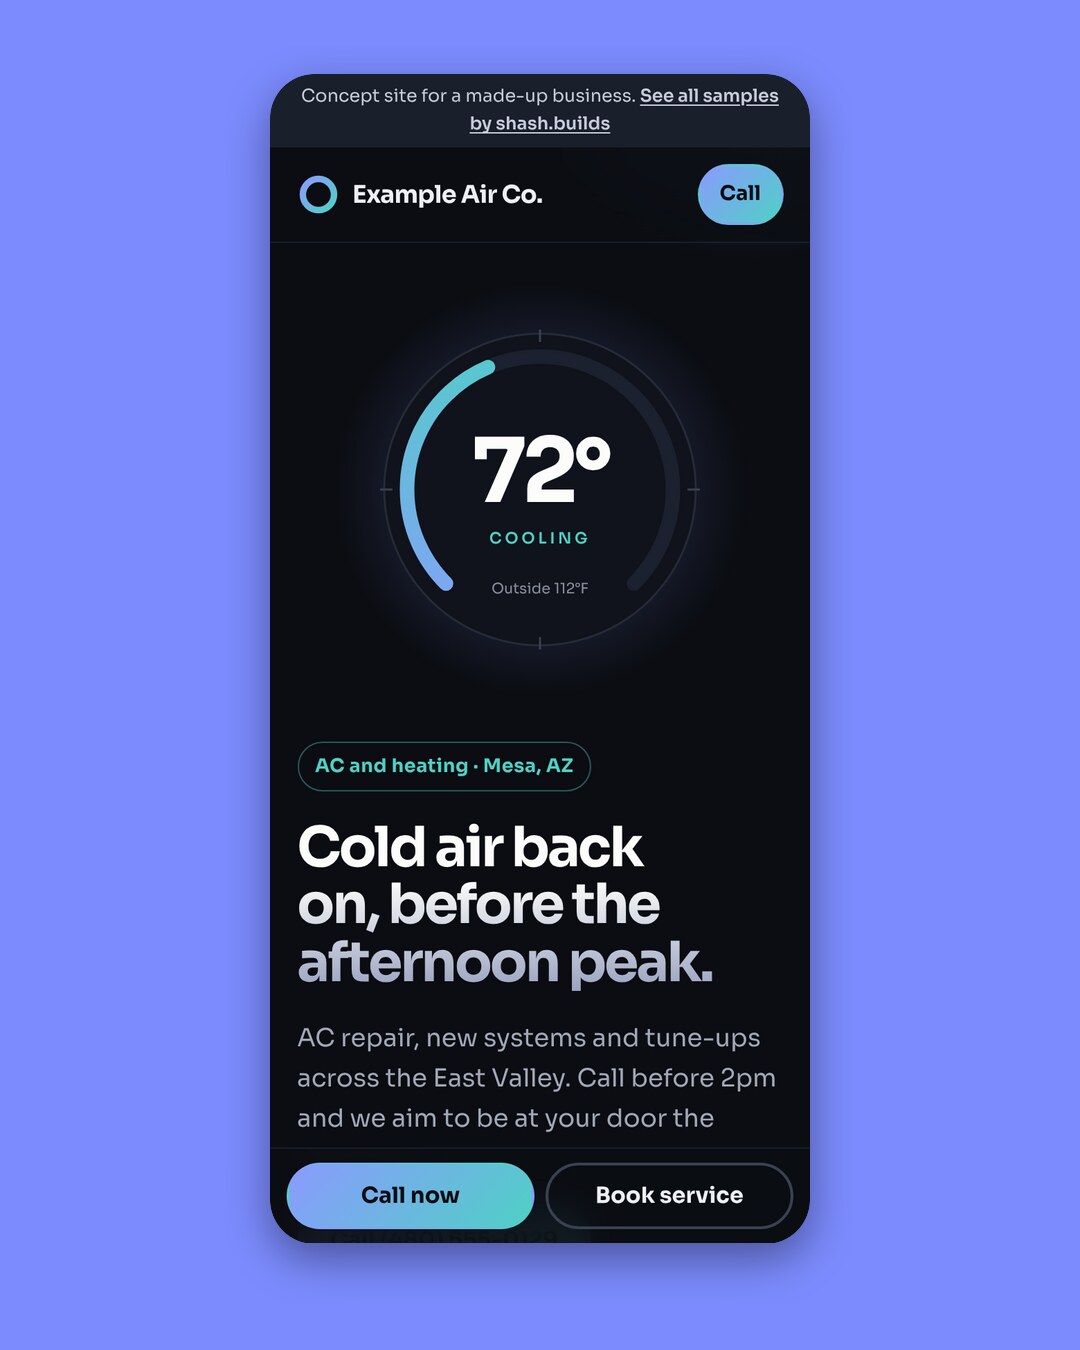 Concept site for a made-up business. See all samples
by shash.builds
Example Air Co.
Call
72°
COOLING
Outside 112°F
AC and heating · Mesa, AZ
Cold air back
on, before the
afternoon peak.
AC repair, new systems and tune-ups
across the East Valley. Call before 2pm
and we aim to be at your door the
Call now
Book service